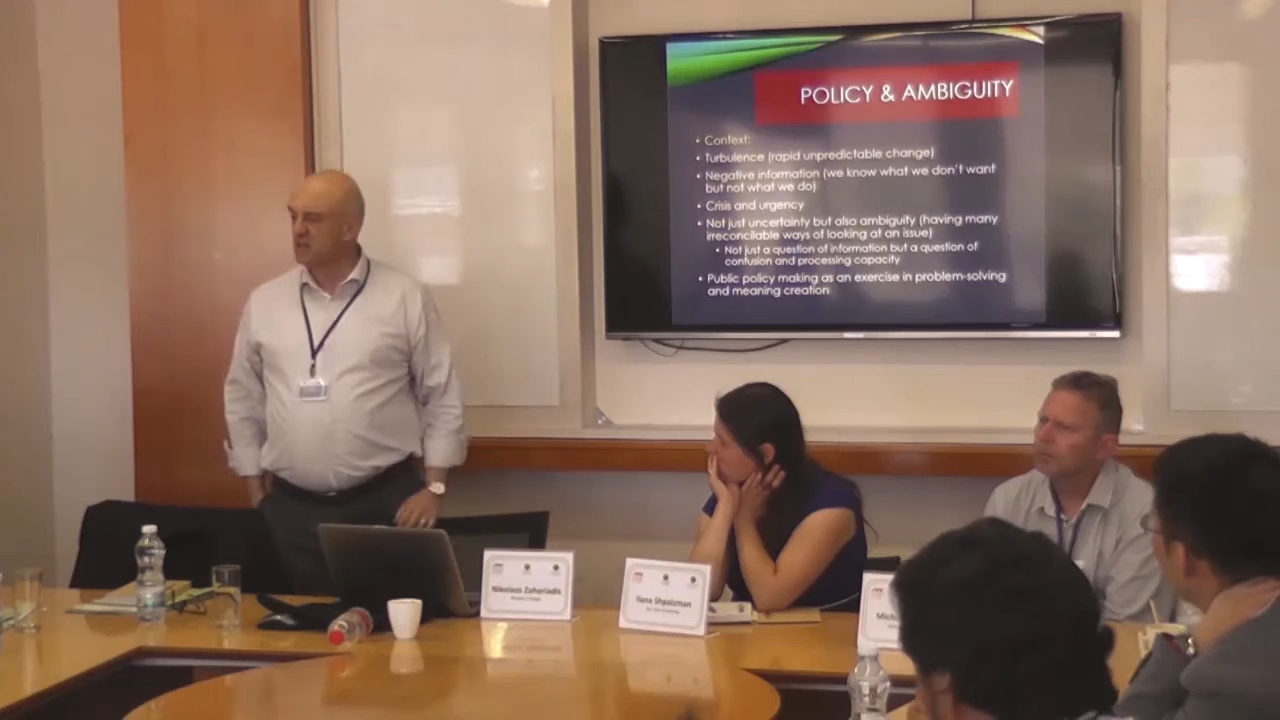 POLICY & AMBIGUITY
• Context:
• Turbulence (rapid unpredictable change)
• Negative information (we know what we don't want
but not what we do)
• Crisis and urgency
• Not just uncertainty but also ambiguity (having many
irreconcilable ways of looking at an issue)
• Not just a question of information but a question of
confusion and processing capacity
• Public policy making as an exercise in problem-solving
and meaning creation
Nikolaos Zahariadis
Ilana Shpaizman